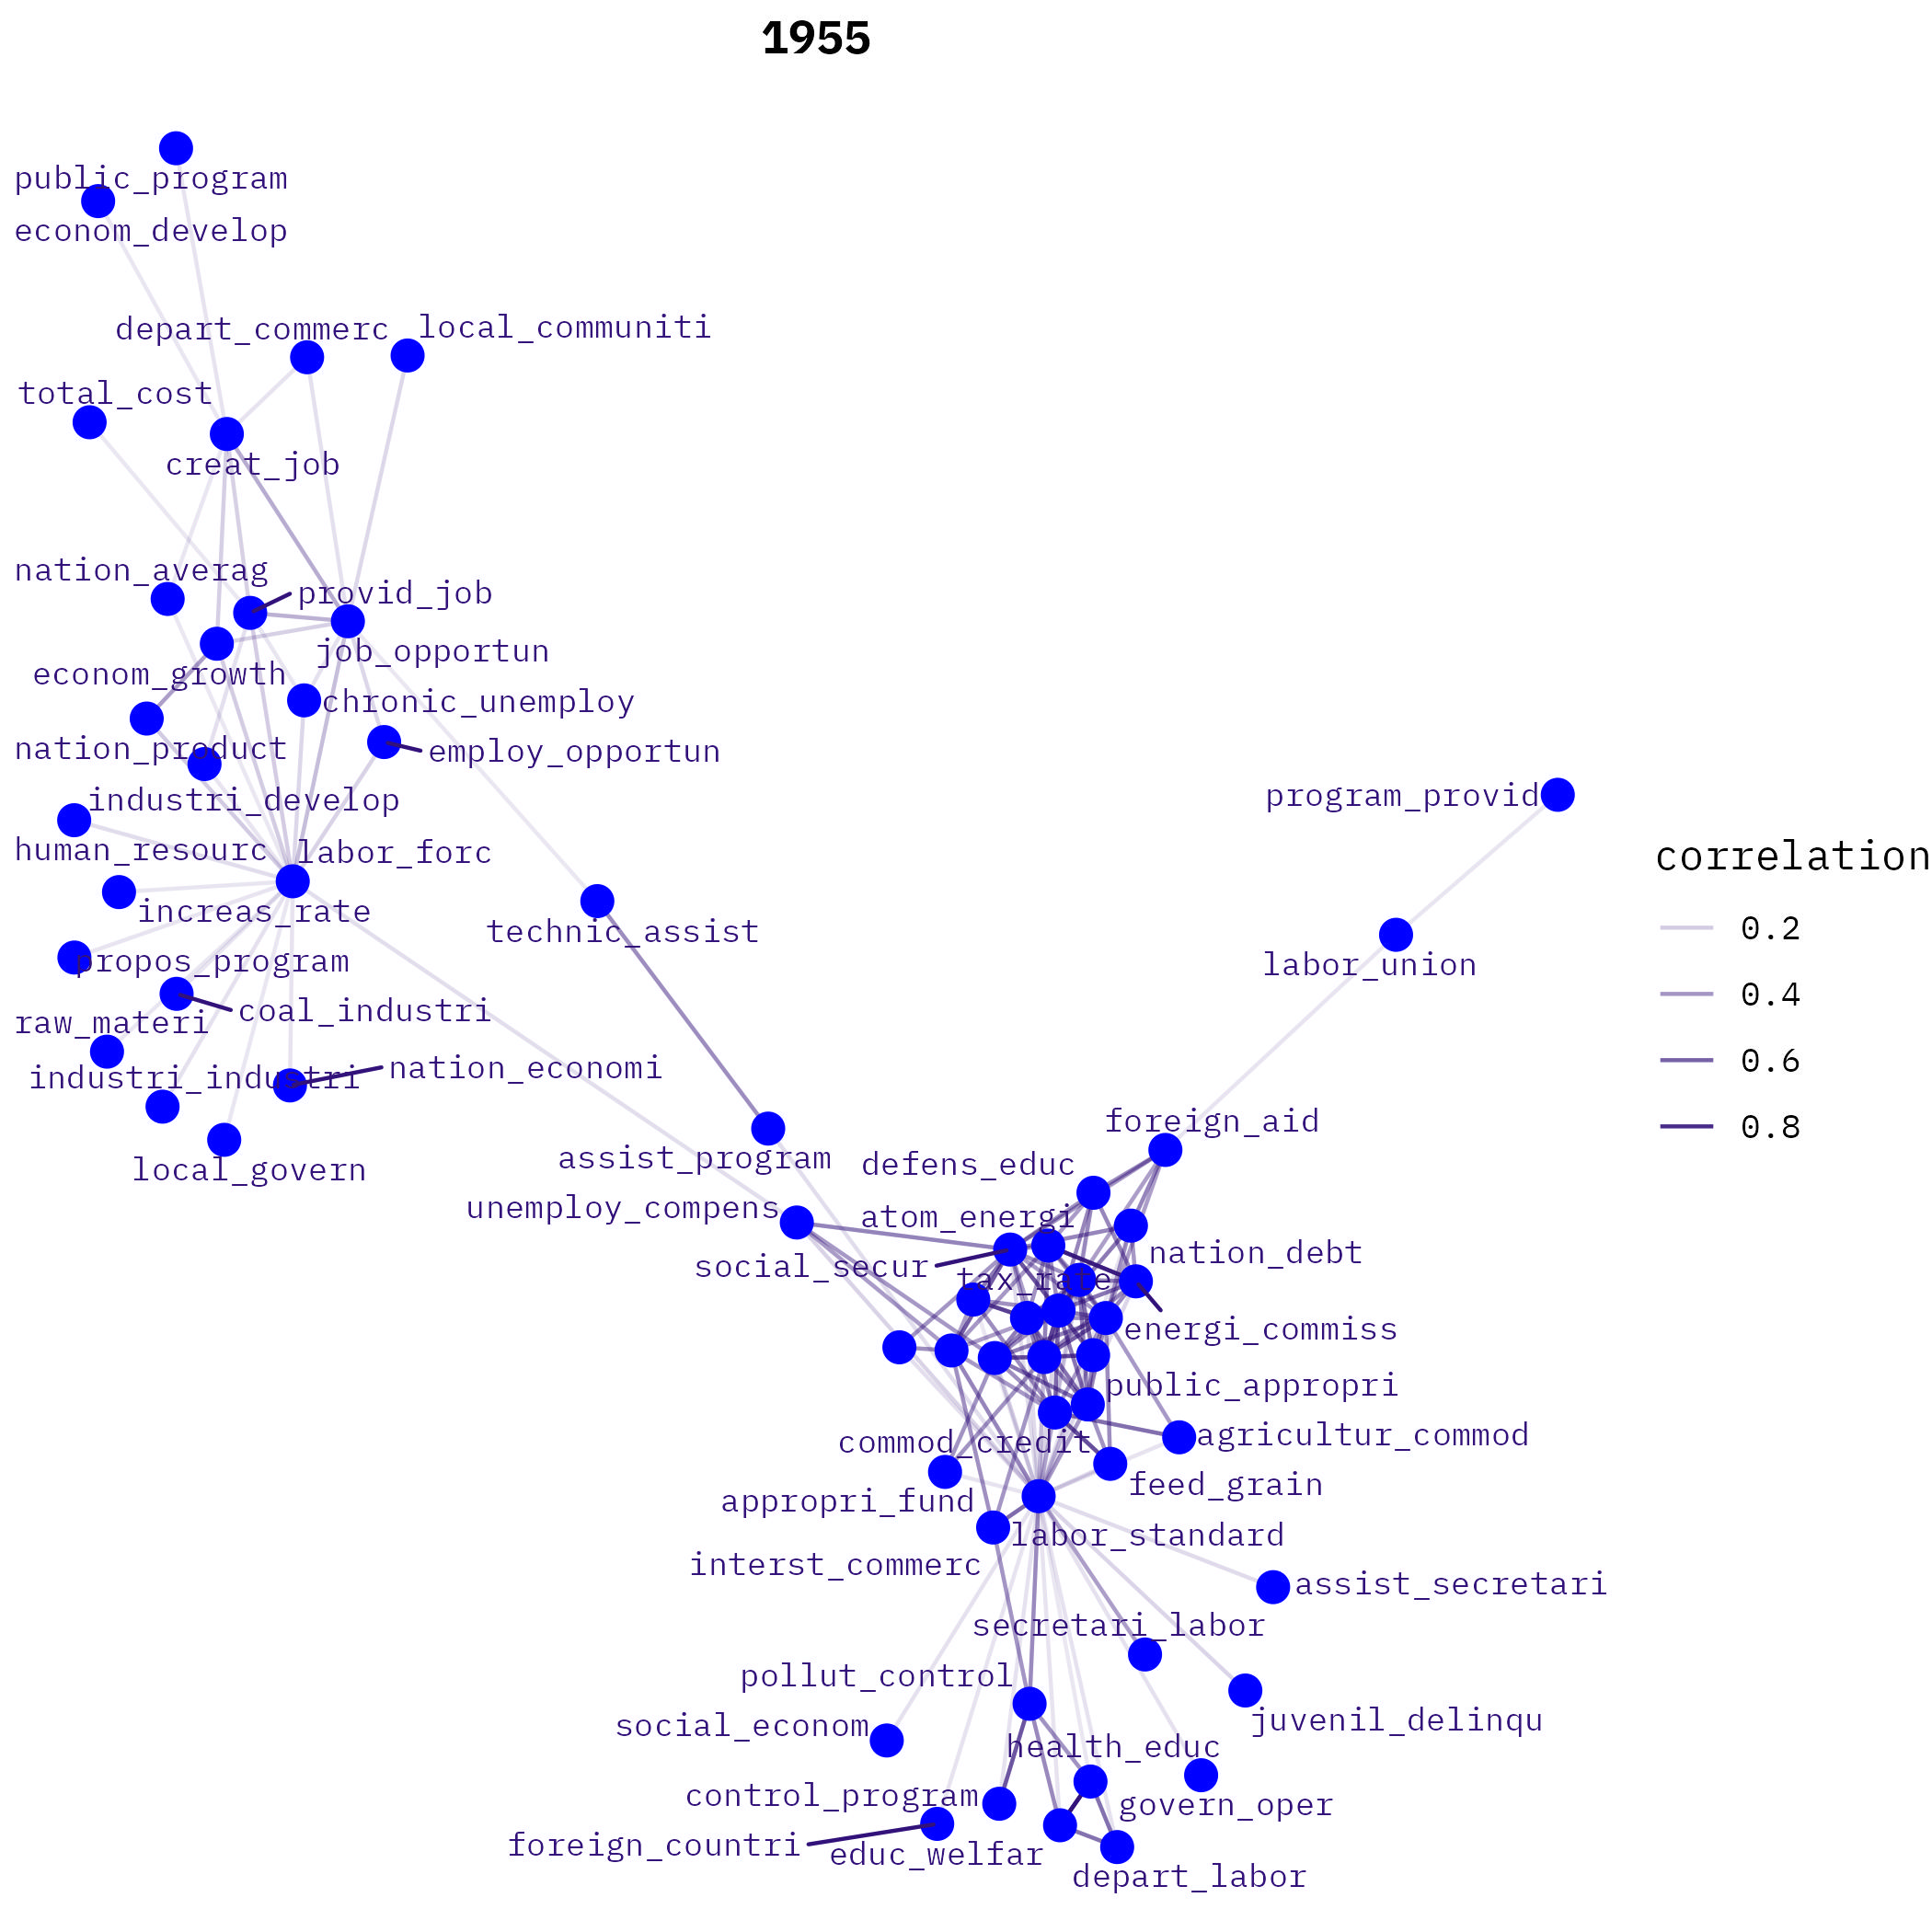 1955
public_program
econom_develop
depart_commerc
local_communiti
total_cost
creat_job
nation_averag
provid_job
job_opportun
econom_growth
chronic_unemploy
nation_product
employ_opportun
industri_develop
program_provid
human_resourc
labor_forc
correlation
increas_rate
0.2
technic_assist
propos_program
labor_union
0.4
coal_industri
raw_materi
nation_economi
0.6
industri_industri
foreign_aid
0.8
local_govern
assist_program
defens_educ
unemploy_compens
atom_energi
nation_debt
social_secur
tax_rate
energi_commiss
public_appropri
agricultur_commod
commod_credit
feed_grain
appropri_fund
labor_standard
interst_commerc
assist_secretari
secretari_labor
pollut_control
juvenil_delinqu
social_econom
health_educ
control_program
govern_oper
foreign_countri
educ_welfar
depart_labor